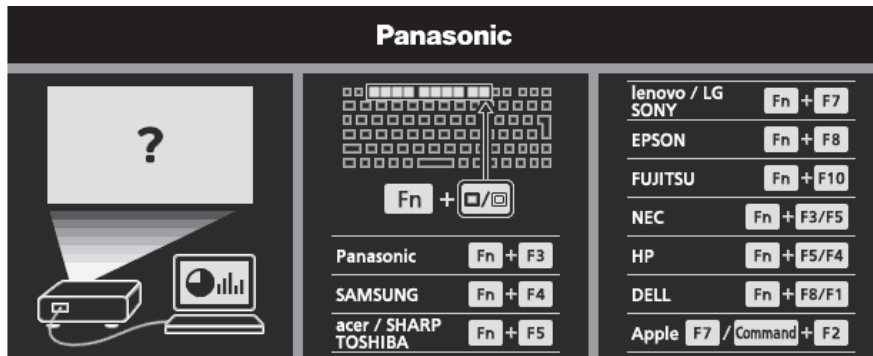 Panasonic
?
Fn + □/回
Panasonic Fn + F3
SAMSUNG Fn + F4
acer / SHARP
TOSHIBA Fn + F5
lenovo / LG
SONY Fn + F7
EPSON Fn + F8
FUJITSU Fn + F10
NEC Fn + F3/F5
HP Fn + F5/F4
DELL Fn + F8/F1
Apple F7 / Command + F2